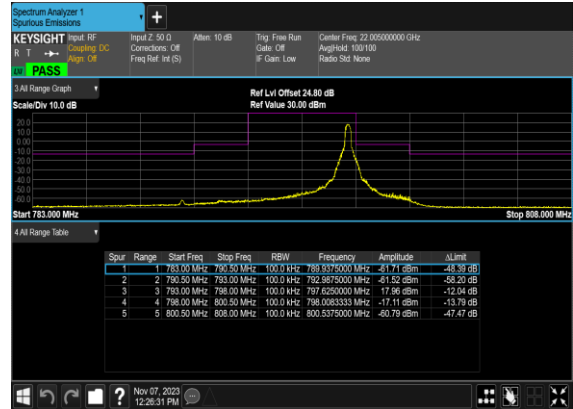 Spectrum Analyzer 1
Spurious Emissions
KEYSIGHT Input: RF Input Z: 50 Ω Atten: 10 dB Trig: Free Run Center Freq: 22.005000000 GHz
R T Coupling: DC Corrections: Off Gate: Off Avg|Hold: 100/100
Align: Off Freq Ref: Int (S) IF Gain: Low Radio Std: None
PASS
3 All Range Graph
Ref Lvl Offset 24.80 dB
Scale/Div 10.0 dB Ref Value 30.00 dBm
20.0
10.0
0.00
-10.0
-20.0
-30.0
-40.0
-50.0
-60.0
Start 783.000 MHz Stop 808.000 MHz
4 All Range Table
Spur Range Start Freq Stop Freq RBW Frequency Amplitude ΔLimit
1 1 783.00 MHz 790.50 MHz 100.0 kHz 789.9375000 MHz -61.71 dBm -48.39 dB
2 2 790.50 MHz 793.00 MHz 100.0 kHz 792.9875000 MHz -61.52 dBm -58.20 dB
3 3 793.00 MHz 798.00 MHz 100.0 kHz 797.6250000 MHz 17.96 dBm -12.04 dB
4 4 798.00 MHz 800.50 MHz 100.0 kHz 798.0083333 MHz -17.11 dBm -13.79 dB
5 5 800.50 MHz 808.00 MHz 100.0 kHz 800.5375000 MHz -60.79 dBm -47.47 dB
Nov 07, 2023
12:26:31 PM